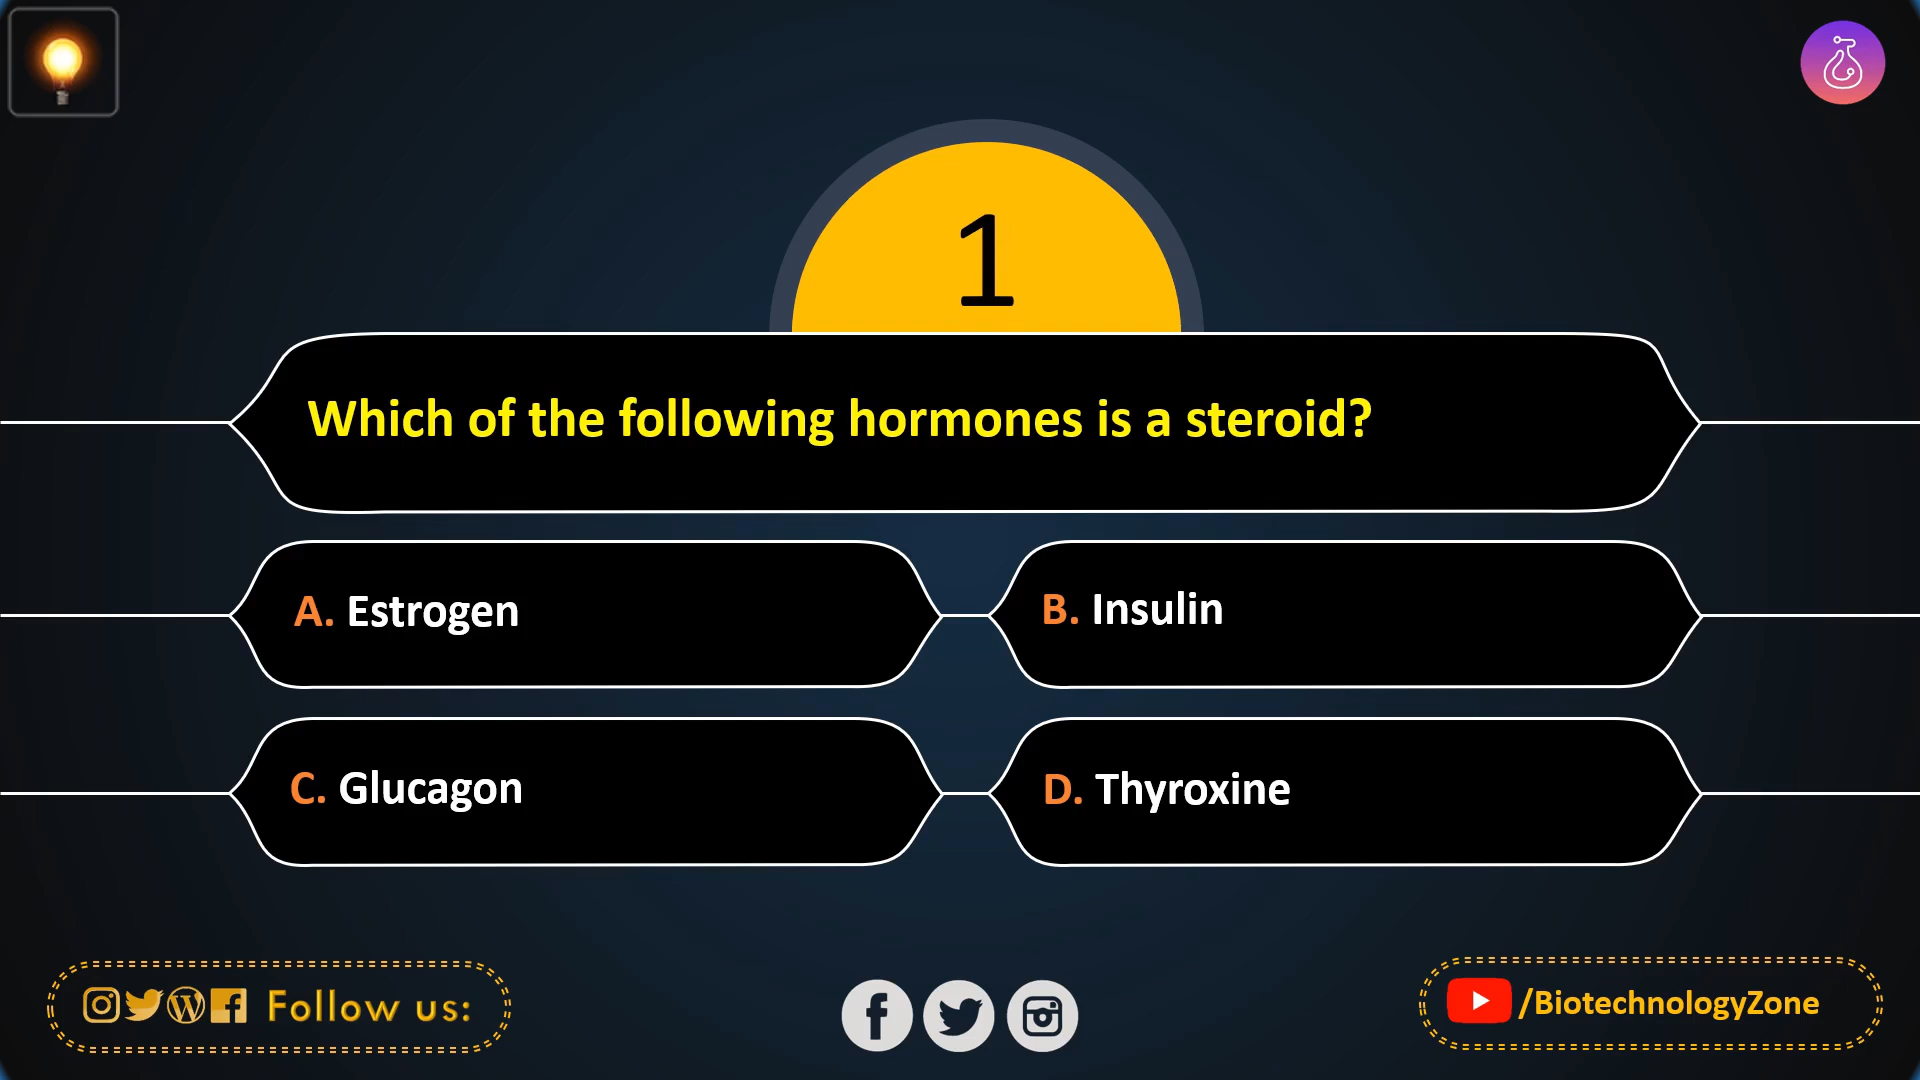 1
Which of the following hormones is a steroid?
A. Estrogen
B. Insulin
C. Glucagon
D. Thyroxine
Follow us:
/BiotechnologyZone